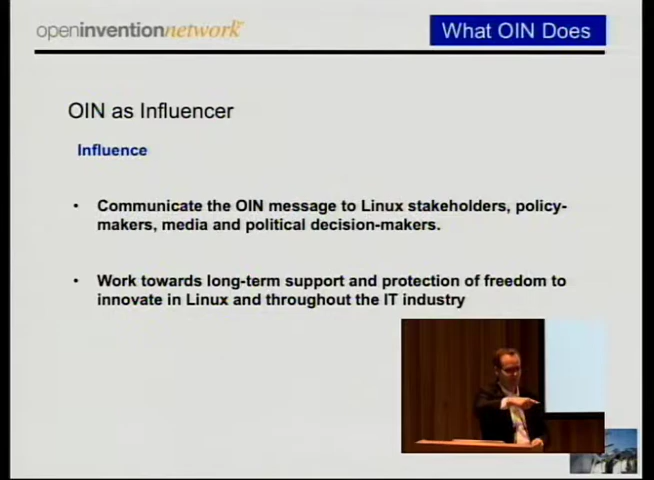 openinventionnetwork
What OIN Does
OIN as Influencer
Influence
• Communicate the OIN message to Linux stakeholders, policy-
makers, media and political decision-makers.
• Work towards long-term support and protection of freedom to
innovate in Linux and throughout the IT industry